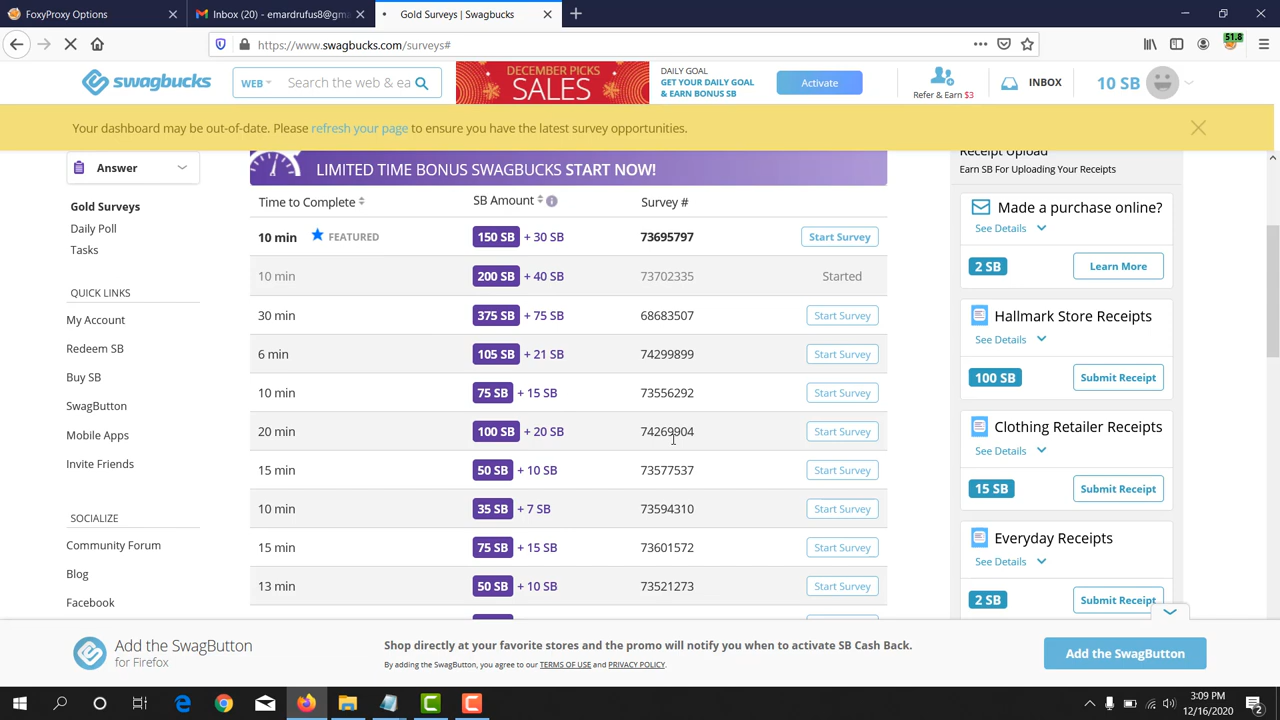 FoxyProxy Options
Inbox (20) - emardrufus8@gma
Gold Surveys | Swagbucks
https://www.swagbucks.com/surveys#
51.8
swagbucks
WEB
Search the web & ea
DECEMBER PICKS
SALES
DAILY GOAL
GET YOUR DAILY GOAL
& EARN BONUS SB
Activate
Refer & Earn $3
INBOX
10 SB
Your dashboard may be out-of-date. Please refresh your page to ensure you have the latest survey opportunities.
Answer
Gold Surveys
Daily Poll
Tasks
QUICK LINKS
My Account
Redeem SB
Buy SB
SwagButton
Mobile Apps
Invite Friends
SOCIALIZE
Community Forum
Blog
Facebook
LIMITED TIME BONUS SWAGBUCKS START NOW!
Time to Complete SB Amount Survey #
10 min FEATURED 150 SB + 30 SB 73695797 Start Survey
10 min 200 SB + 40 SB 73702335 Started
30 min 375 SB + 75 SB 68683507 Start Survey
6 min 105 SB + 21 SB 74299899 Start Survey
10 min 75 SB + 15 SB 73556292 Start Survey
20 min 100 SB + 20 SB 74269904 Start Survey
15 min 50 SB + 10 SB 73577537 Start Survey
10 min 35 SB + 7 SB 73594310 Start Survey
15 min 75 SB + 15 SB 73601572 Start Survey
13 min 50 SB + 10 SB 73521273 Start Survey
Receipt Upload
Earn SB For Uploading Your Receipts
Made a purchase online?
See Details
2 SB Learn More
Hallmark Store Receipts
See Details
100 SB Submit Receipt
Clothing Retailer Receipts
See Details
15 SB Submit Receipt
Everyday Receipts
See Details
2 SB Submit Receipt
Add the SwagButton
for Firefox
Shop directly at your favorite stores and the promo will notify you when to activate SB Cash Back.
By adding the SwagButton, you agree to our TERMS OF USE and PRIVACY POLICY.
Add the SwagButton
3:09 PM
12/16/2020
2